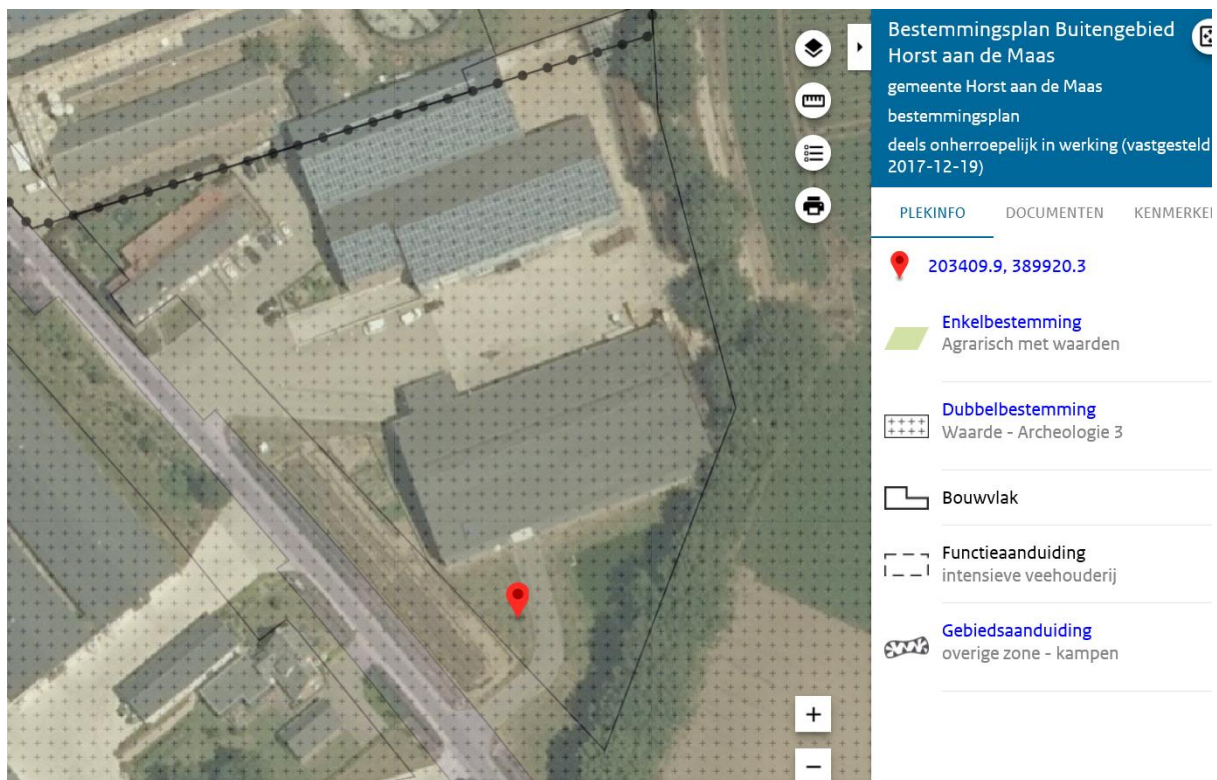 Bestemmingsplan Buitengebied
Horst aan de Maas
gemeente Horst aan de Maas
bestemmingsplan
deels onherroepelijk in werking (vastgesteld
2017-12-19)
PLEKINFO DOCUMENTEN KENMERKE
203409.9, 389920.3
Enkelbestemming
Agrarisch met waarden
Dubbelbestemming
Waarde - Archeologie 3
Bouwvlak
Functieaanduiding
intensieve veehouderij
Gebiedsaanduiding
overige zone - kampen